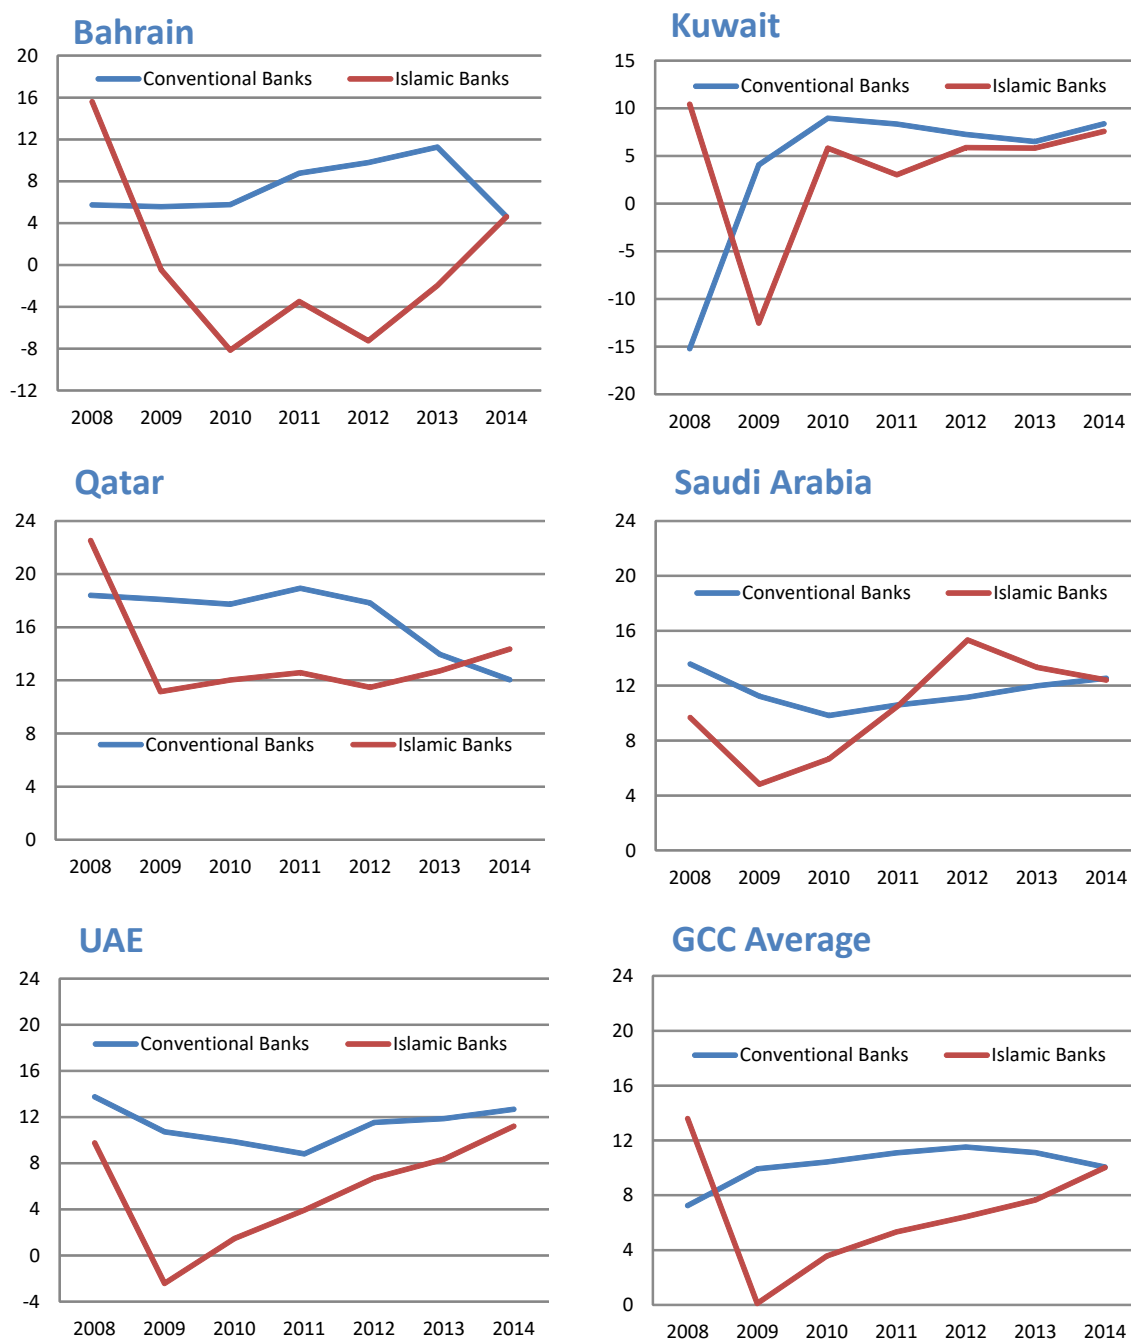 Bahrain
20
16
12
8
4
0
-4
-8
-12
Conventional Banks Islamic Banks
2008 2009 2010 2011 2012 2013 2014
Kuwait
15
10
5
0
-5
-10
-15
-20
Conventional Banks Islamic Banks
2008 2009 2010 2011 2012 2013 2014
Qatar
24
20
16
12
8
4
0
Conventional Banks Islamic Banks
2008 2009 2010 2011 2012 2013 2014
Saudi Arabia
24
20
16
12
8
4
0
Conventional Banks Islamic Banks
2008 2009 2010 2011 2012 2013 2014
UAE
24
20
16
12
8
4
0
-4
Conventional Banks Islamic Banks
2008 2009 2010 2011 2012 2013 2014
GCC Average
24
20
16
12
8
4
0
Conventional Banks Islamic Banks
2008 2009 2010 2011 2012 2013 2014